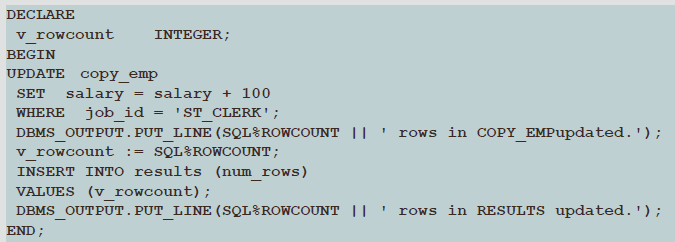 DECLARE
v_rowcount INTEGER;
BEGIN
UPDATE copy_emp
SET salary = salary + 100
WHERE job_id = 'ST_CLERK';
DBMS_OUTPUT.PUT_LINE(SQL%ROWCOUNT || ' rows in COPY_EMPupdated.');
v_rowcount := SQL%ROWCOUNT;
INSERT INTO results (num_rows)
VALUES (v_rowcount);
DBMS_OUTPUT.PUT_LINE(SQL%ROWCOUNT || ' rows in RESULTS updated.');
END;